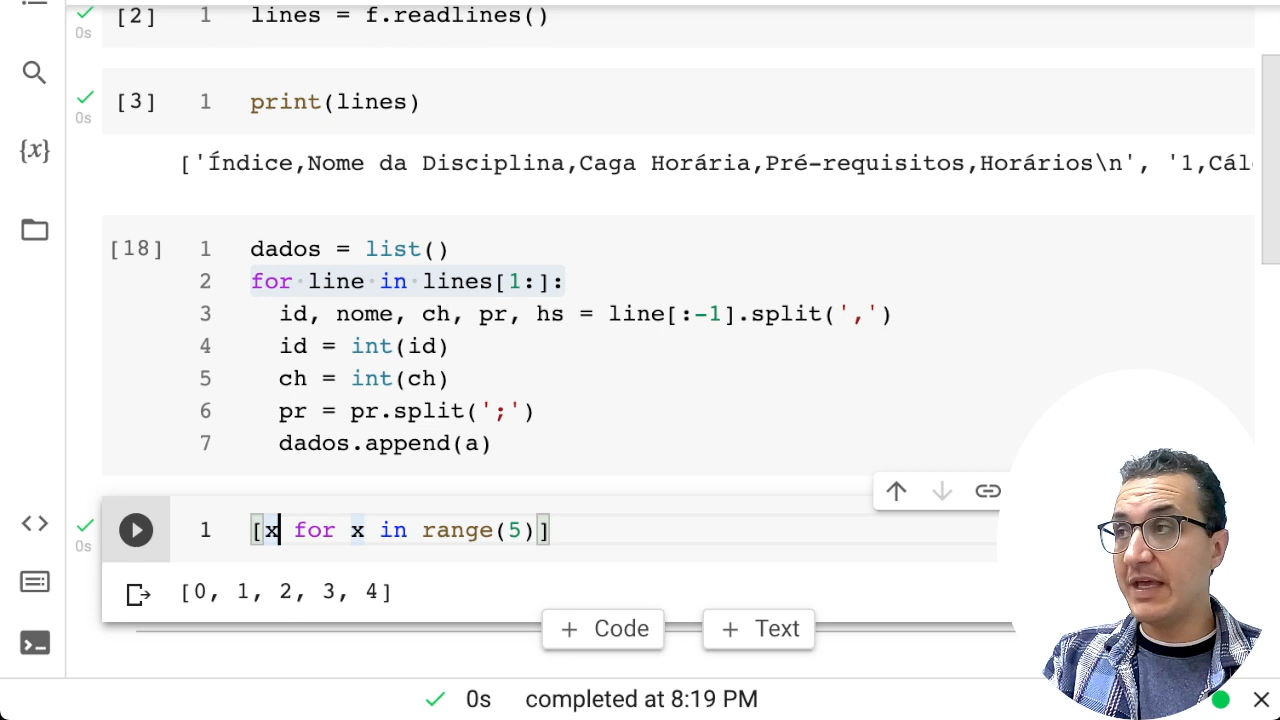 [2] 1 lines = f.readlines()
0s
[3] 1 print(lines)
0s
['Índice,Nome da Disciplina,Caga Horária,Pré-requisitos,Horários\n', '1,Cál
{x}
[18] 1 dados = list()
2 for line in lines[1:]:
3 id, nome, ch, pr, hs = line[:-1].split(',')
4 id = int(id)
5 ch = int(ch)
6 pr = pr.split(';')
7 dados.append(a)
1 [x for x in range(5)]
0s
[0, 1, 2, 3, 4]
+ Code + Text
0s completed at 8:19 PM